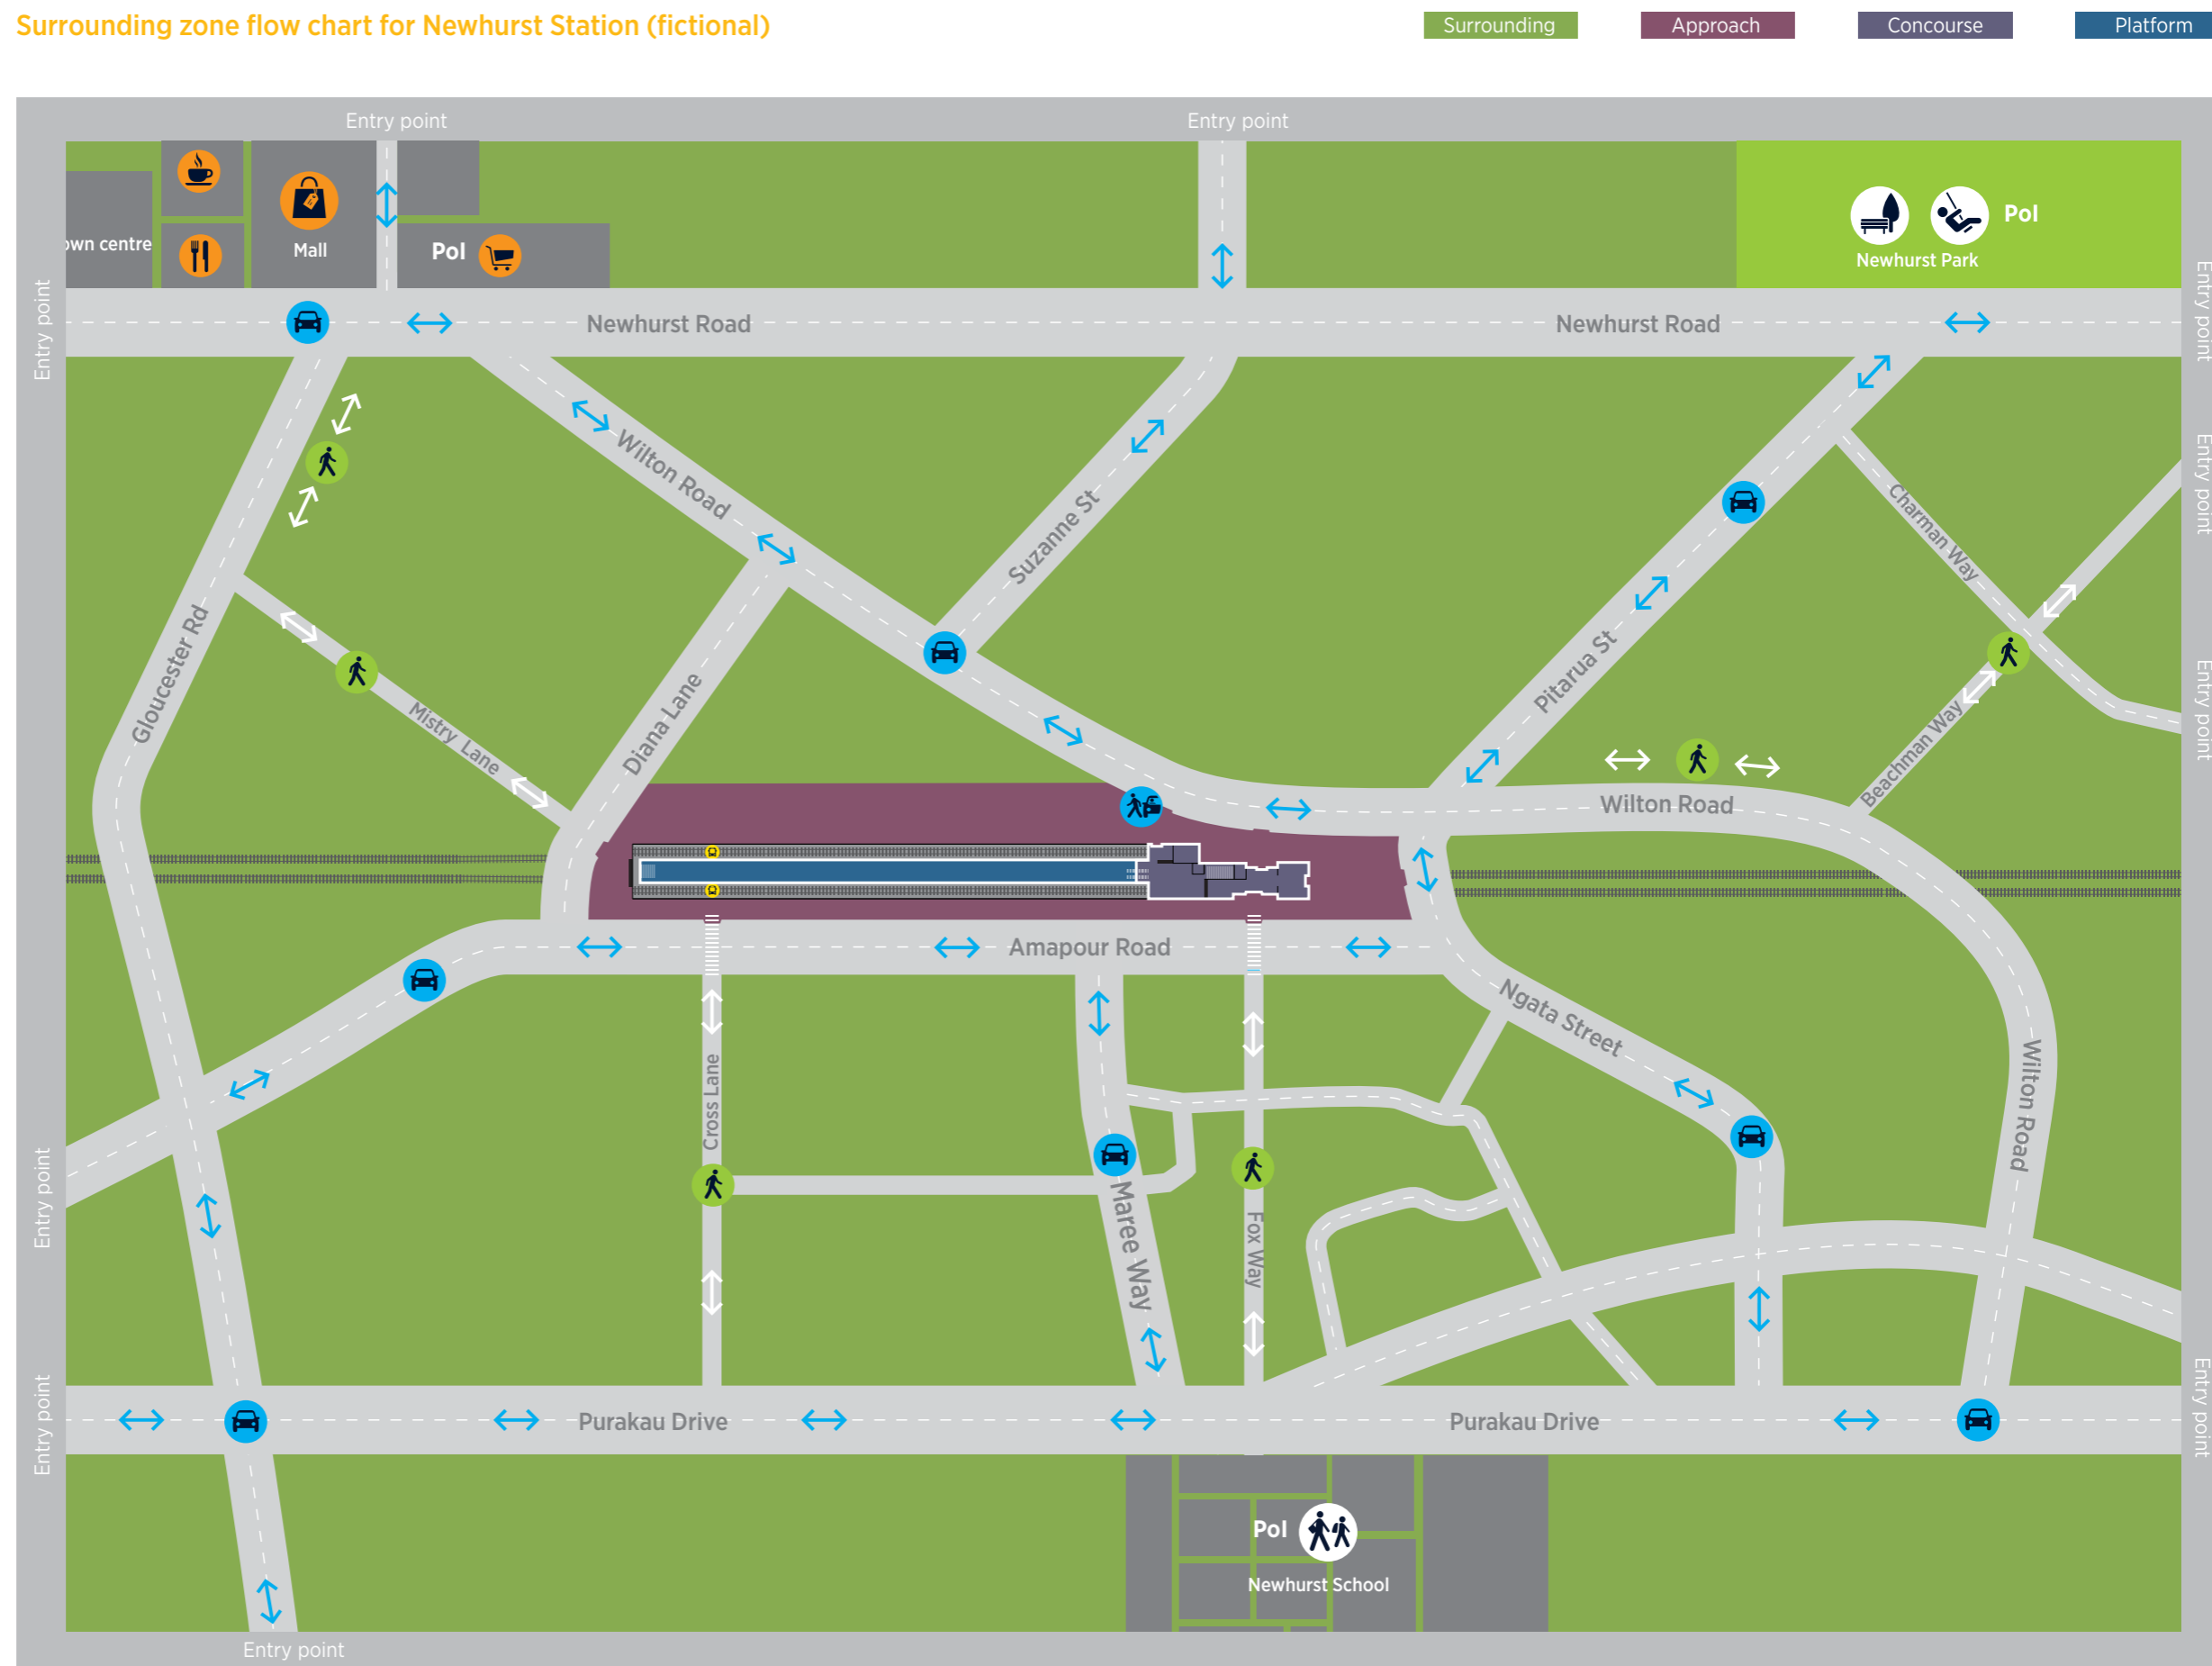 Surrounding zone flow chart for Newhurst Station (fictional)
Surrounding
Approach
Concourse
Platform
Entry point
Entry point
own centre
Mall
PoI
PoI
Newhurst Park
Entry point
Entry point
Newhurst Road
Newhurst Road
Wilton Road
Suzanne St
Charman Way
Entry point
Gloucester Rd
Mistry Lane
Diana Lane
Pitarua St
Beachman Way
Entry point
Wilton Road
Amapour Road
Ngata Street
Cross Lane
Wilton Road
Entry point
Maree Way
Fox Way
Entry point
Entry point
Purakau Drive
Purakau Drive
PoI
Newhurst School
Entry point